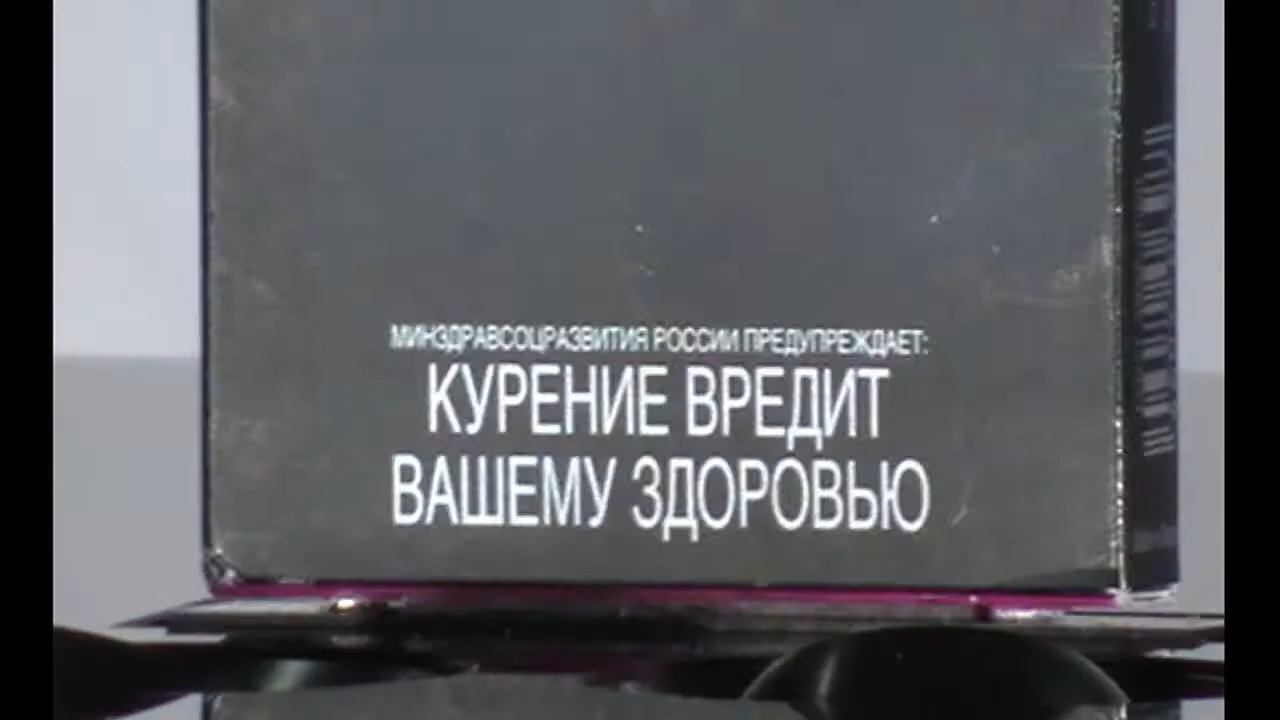 МИНЗДРАВСОЦРАЗВИТИЯ РОССИИ ПРЕДУПРЕЖДАЕТ:
КУРЕНИЕ ВРЕДИТ
ВАШЕМУ ЗДОРОВЬЮ